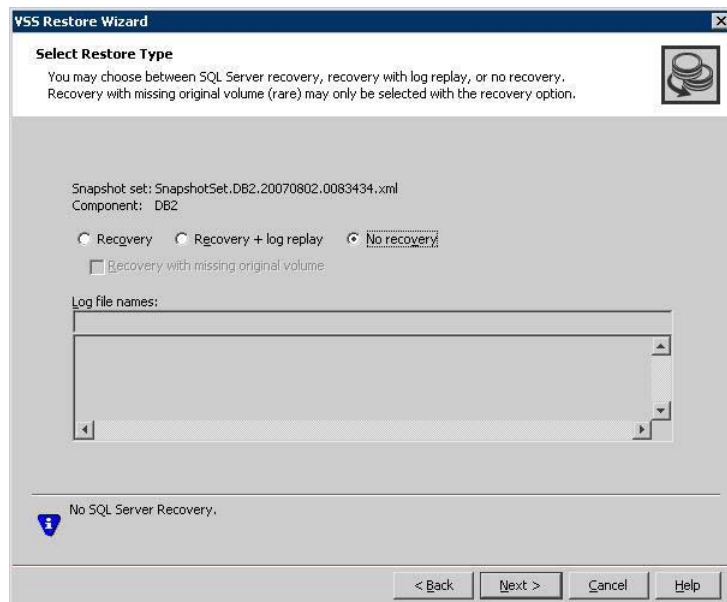 VSS Restore Wizard
Select Restore Type
You may choose between SQL Server recovery, recovery with log replay, or no recovery.
Recovery with missing original volume (rare) may only be selected with the recovery option.
Snapshot set: SnapshotSet.DB2.20070802.0083434.xml
Component: DB2
Recovery Recovery + log replay No recovery
Recovery with missing original volume
Log file names:
No SQL Server Recovery.
< Back Next > Cancel Help